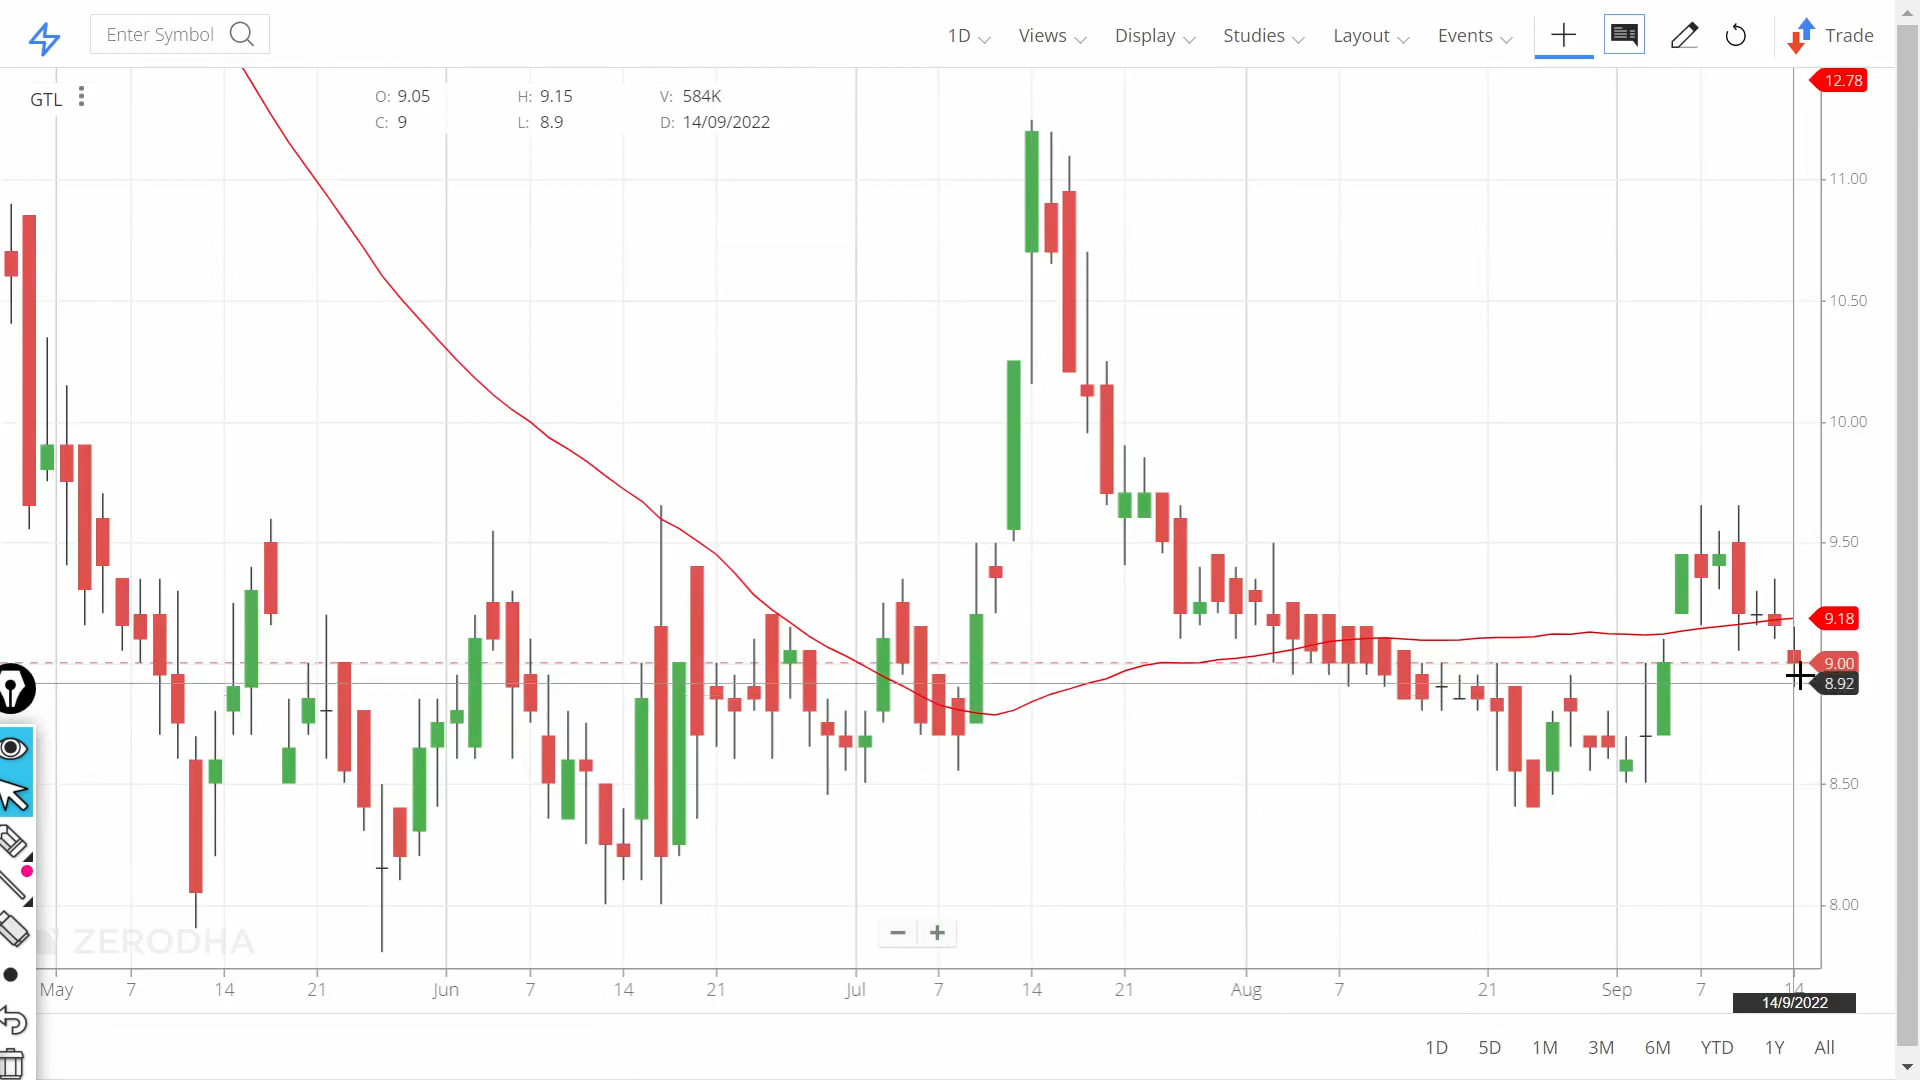 Enter Symbol
1D Views Display Studies Layout Events Trade
GTL
O: 9.05 H: 9.15 V: 584K
C: 9 L: 8.9 D: 14/09/2022
12.78
11.00
10.50
10.00
9.50
9.18
9.00
8.92
8.50
8.00
ZERODHA
May 7 14 21 Jun 7 14 21 Jul 7 14 21 Aug 7 21 Sep 7 14
14/9/2022
1D 5D 1M 3M 6M YTD 1Y All